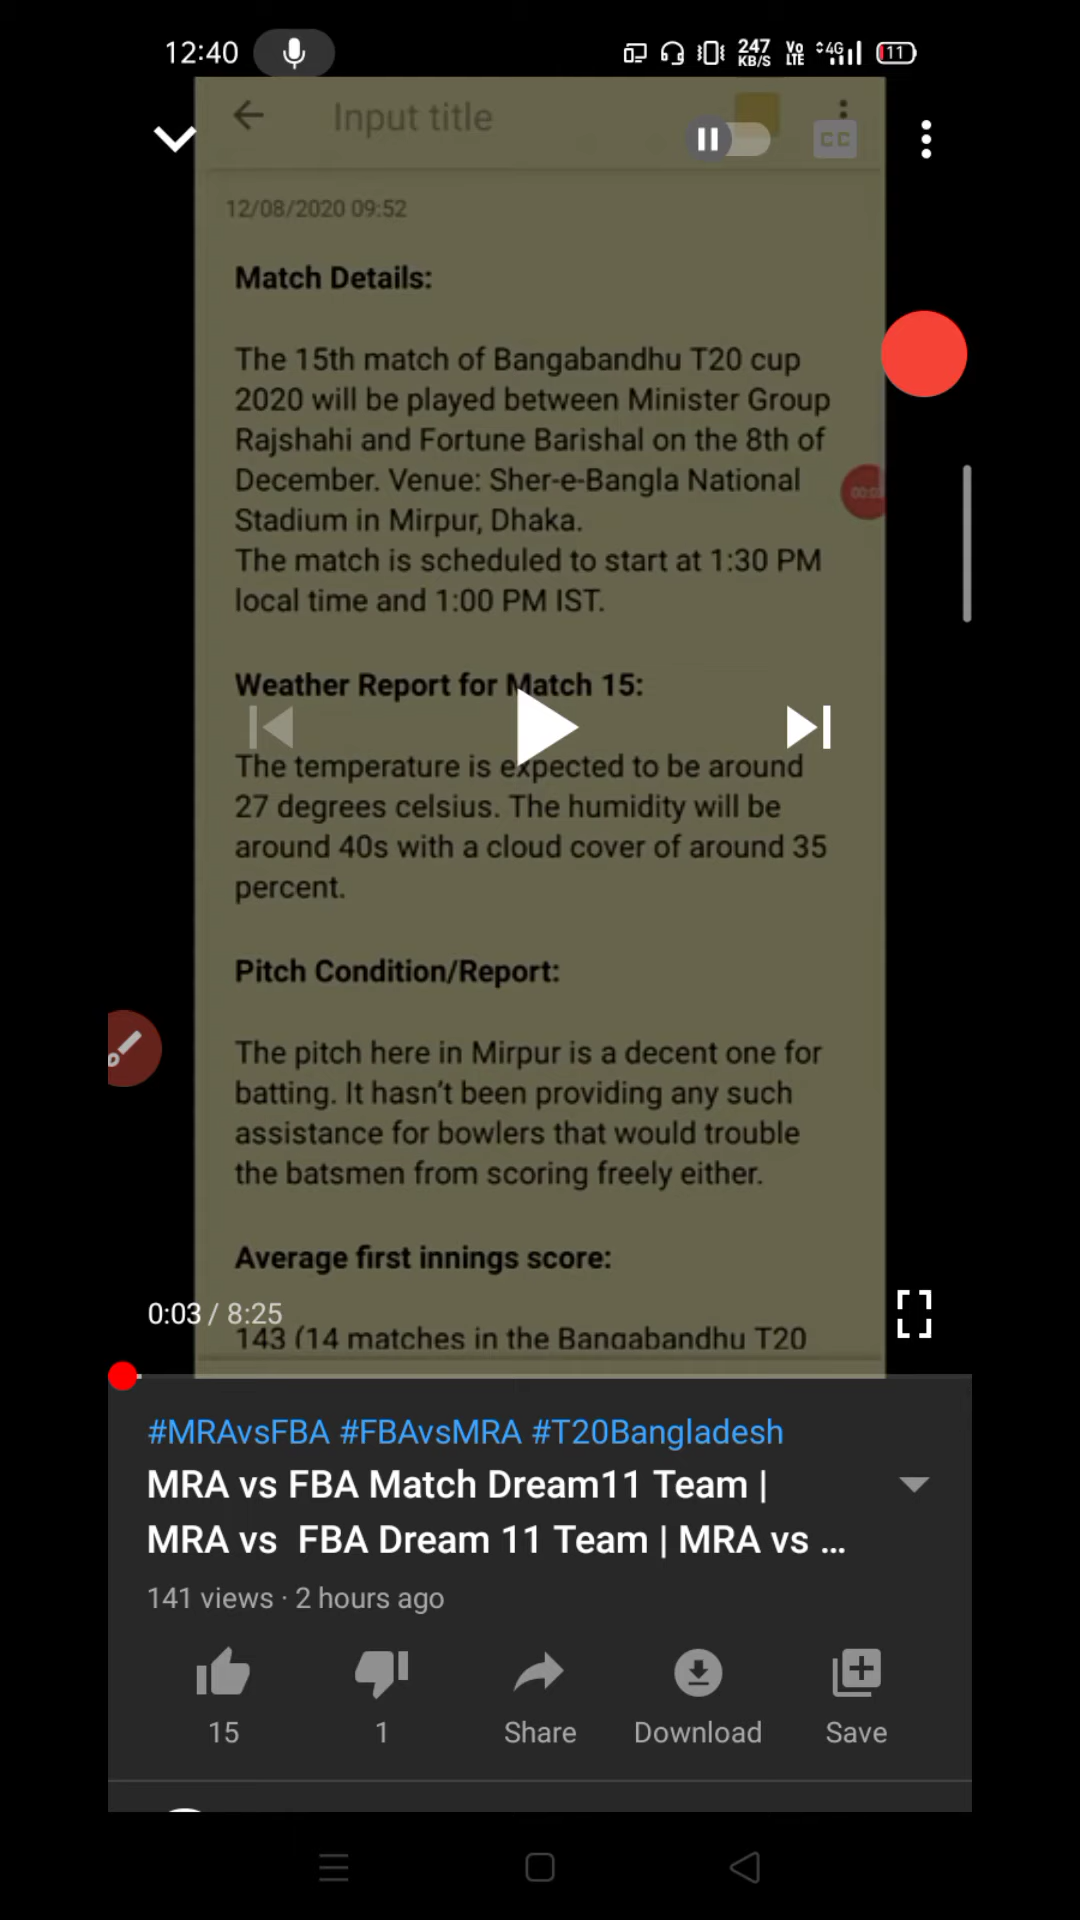 12:40
247
KB/S
Vo
LTE
4G
11
Input title
CC
12/08/2020 09:52
Match Details:
The 15th match of Bangabandhu T20 cup
2020 will be played between Minister Group
Rajshahi and Fortune Barishal on the 8th of
December. Venue: Sher-e-Bangla National
Stadium in Mirpur, Dhaka.
The match is scheduled to start at 1:30 PM
local time and 1:00 PM IST.
Weather Report for Match 15:
The temperature is expected to be around
27 degrees celsius. The humidity will be
around 40s with a cloud cover of around 35
percent.
Pitch Condition/Report:
The pitch here in Mirpur is a decent one for
batting. It hasn't been providing any such
assistance for bowlers that would trouble
the batsmen from scoring freely either.
Average first innings score:
143 (14 matches in the Bangabandhu T20
0:03 / 8:25
#MRAvsFBA #FBAvsMRA #T20Bangladesh
MRA vs FBA Match Dream11 Team |
MRA vs  FBA Dream 11 Team | MRA vs ...
141 views · 2 hours ago
15
1
Share
Download
Save